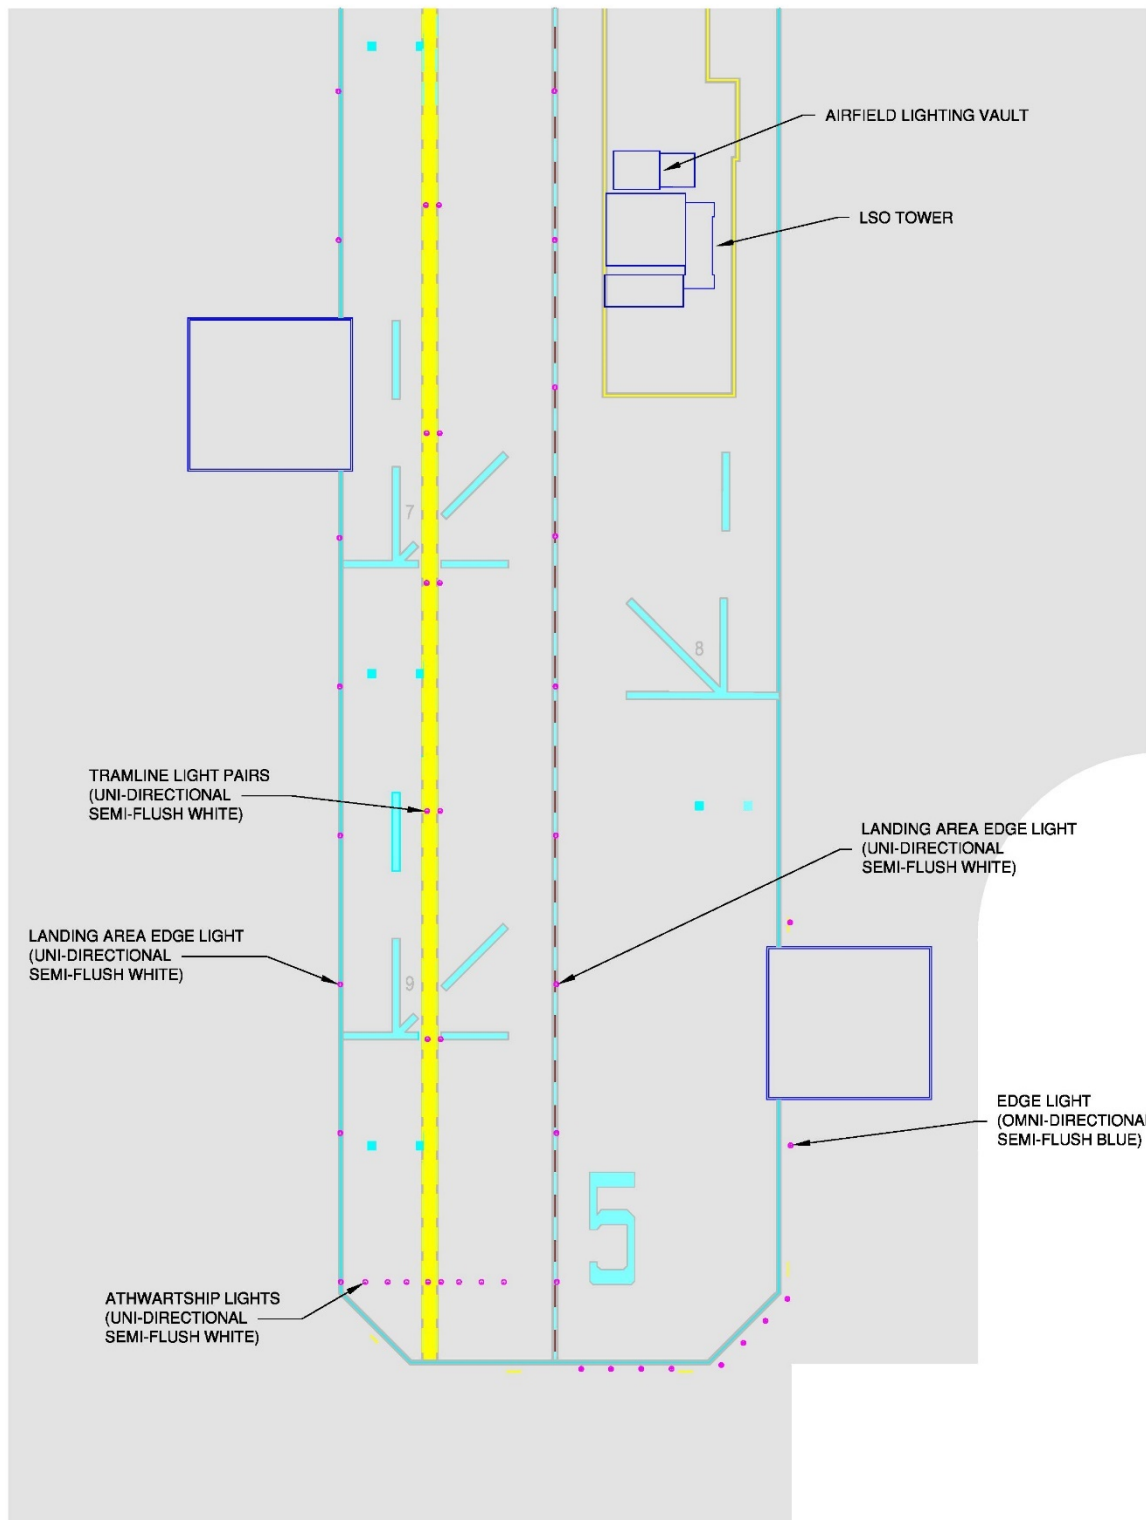 AIRFIELD LIGHTING VAULT
LSO TOWER
7
8
TRAMLINE LIGHT PAIRS
(UNI-DIRECTIONAL
SEMI-FLUSH WHITE)
LANDING AREA EDGE LIGHT
(UNI-DIRECTIONAL
SEMI-FLUSH WHITE)
LANDING AREA EDGE LIGHT
(UNI-DIRECTIONAL
SEMI-FLUSH WHITE)
9
EDGE LIGHT
(OMNI-DIRECTIONAL
SEMI-FLUSH BLUE)
5
ATHWARTSHIP LIGHTS
(UNI-DIRECTIONAL
SEMI-FLUSH WHITE)